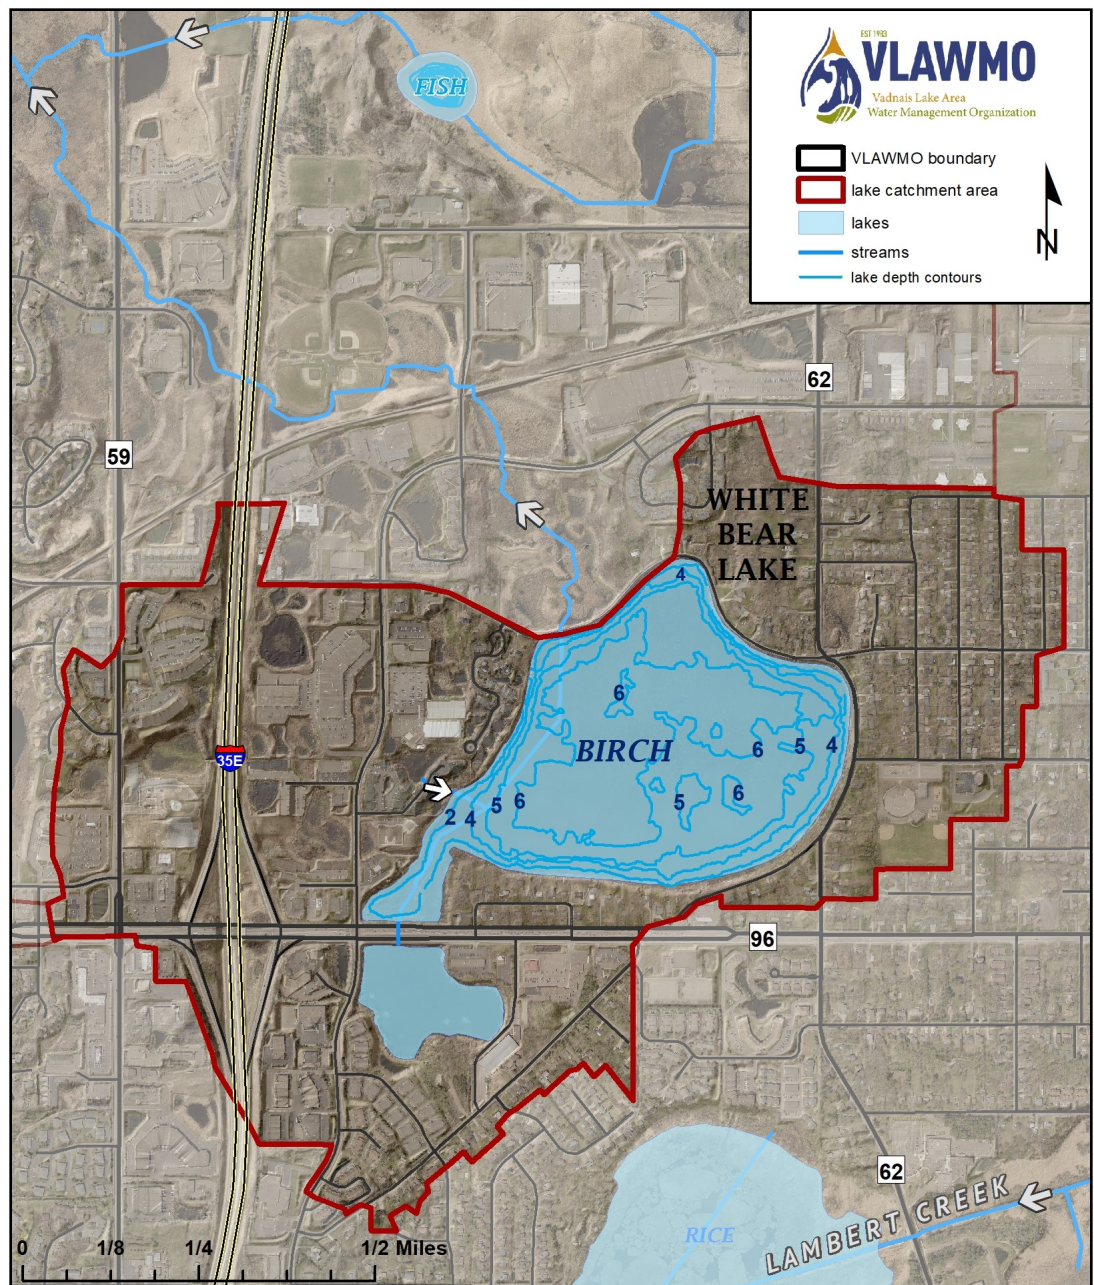 EST 1983
VLAWMO
Vadnais Lake Area
Water Management Organization
VLAWMO boundary
lake catchment area
lakes
streams
lake depth contours
N
FISH
62
59
WHITE
BEAR
LAKE
4
6
BIRCH
6
5
4
35E
2
4
5
6
5
6
96
62
RICE
LAMBERT CREEK
0
1/8
1/4
1/2 Miles